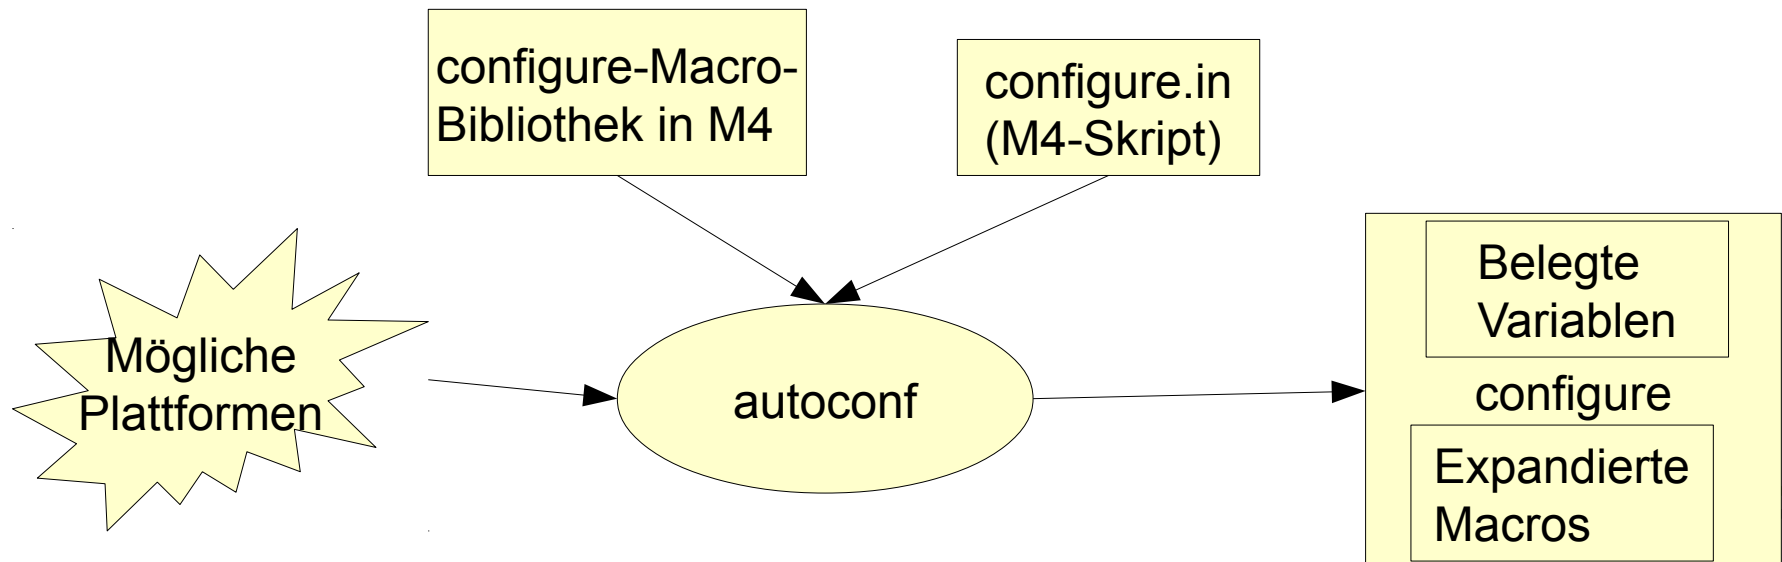 configure-Macro-
Bibliothek in M4
configure.in
(M4-Skript)
Mögliche
Plattformen
autoconf
Belegte
Variablen
configure
Expandierte
Macros